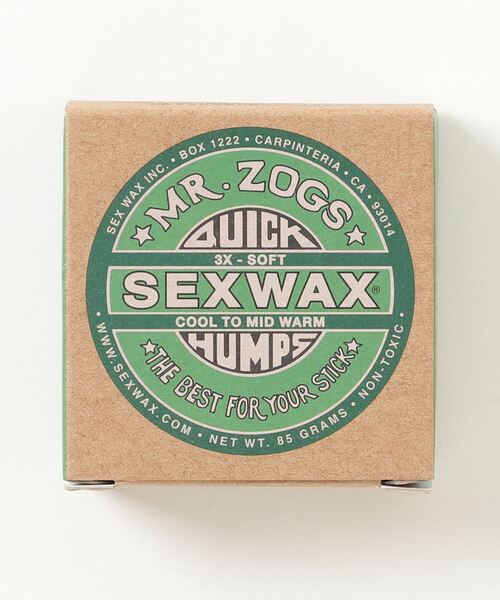 SEX WAX INC. • BOX 1222 • CARPINTERIA • CA • 93014
MR. ZOGS
QUICK
3X - SOFT
SEXWAX®
COOL TO MID WARM
HUMPS
THE BEST FOR YOUR STICK
• WWW.SEXWAX.COM • NET WT. 85 GRAMS • NON-TOXIC •